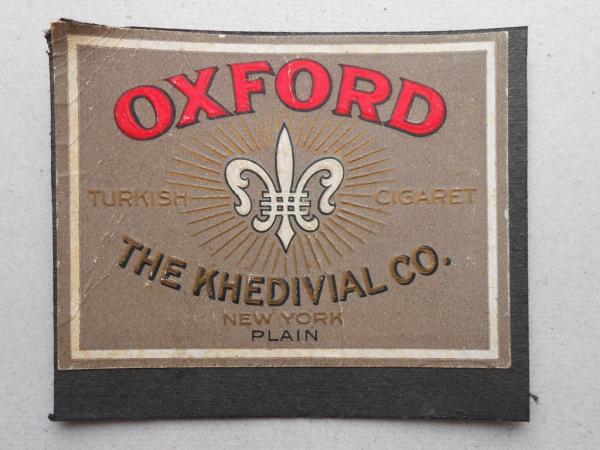 OXFORD
TURKISH CIGARET
THE KHEDIVIAL CO.
NEW YORK
PLAIN